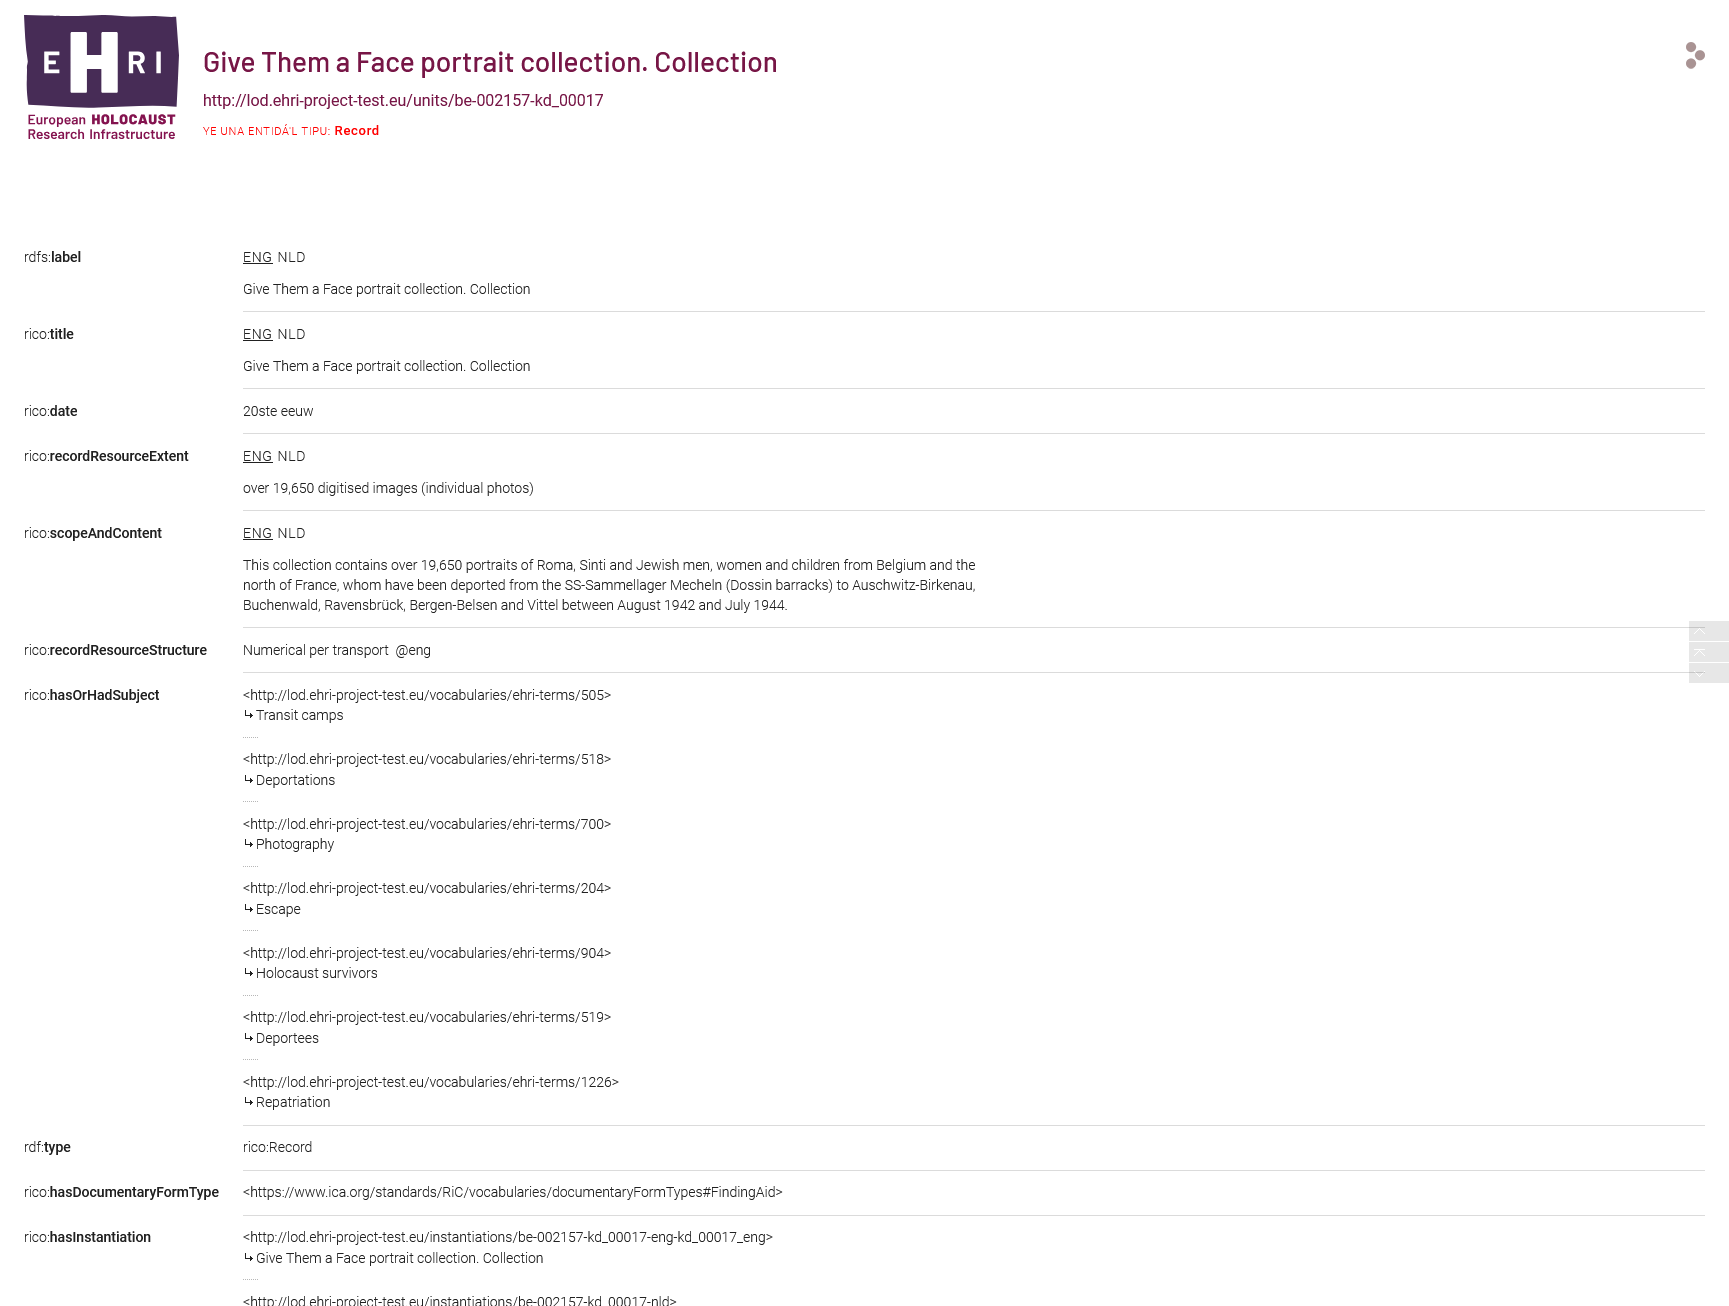 EHRI
European HOLOCAUST
Research Infrastructure
Give Them a Face portrait collection. Collection
http://lod.ehri-project-test.eu/units/be-002157-kd_00017
YE UNA ENTIDÁ'L TIPU: Record
rdfs:label
ENG NLD
Give Them a Face portrait collection. Collection
rico:title
ENG NLD
Give Them a Face portrait collection. Collection
rico:date
20ste eeuw
rico:recordResourceExtent
ENG NLD
over 19,650 digitised images (individual photos)
rico:scopeAndContent
ENG NLD
This collection contains over 19,650 portraits of Roma, Sinti and Jewish men, women and children from Belgium and the
north of France, whom have been deported from the SS-Sammellager Mecheln (Dossin barracks) to Auschwitz-Birkenau,
Buchenwald, Ravensbrück, Bergen-Belsen and Vittel between August 1942 and July 1944.
rico:recordResourceStructure
Numerical per transport @eng
rico:hasOrHadSubject
<http://lod.ehri-project-test.eu/vocabularies/ehri-terms/505>
↳ Transit camps
<http://lod.ehri-project-test.eu/vocabularies/ehri-terms/518>
↳ Deportations
<http://lod.ehri-project-test.eu/vocabularies/ehri-terms/700>
↳ Photography
<http://lod.ehri-project-test.eu/vocabularies/ehri-terms/204>
↳ Escape
<http://lod.ehri-project-test.eu/vocabularies/ehri-terms/904>
↳ Holocaust survivors
<http://lod.ehri-project-test.eu/vocabularies/ehri-terms/519>
↳ Deportees
<http://lod.ehri-project-test.eu/vocabularies/ehri-terms/1226>
↳ Repatriation
rdf:type
rico:Record
rico:hasDocumentaryFormType
<https://www.ica.org/standards/RiC/vocabularies/documentaryFormTypes#FindingAid>
rico:hasInstantiation
<http://lod.ehri-project-test.eu/instantiations/be-002157-kd_00017-eng-kd_00017_eng>
↳ Give Them a Face portrait collection. Collection
<http://lod.ehri-project-test.eu/instantiations/be-002157-kd_00017-nld>